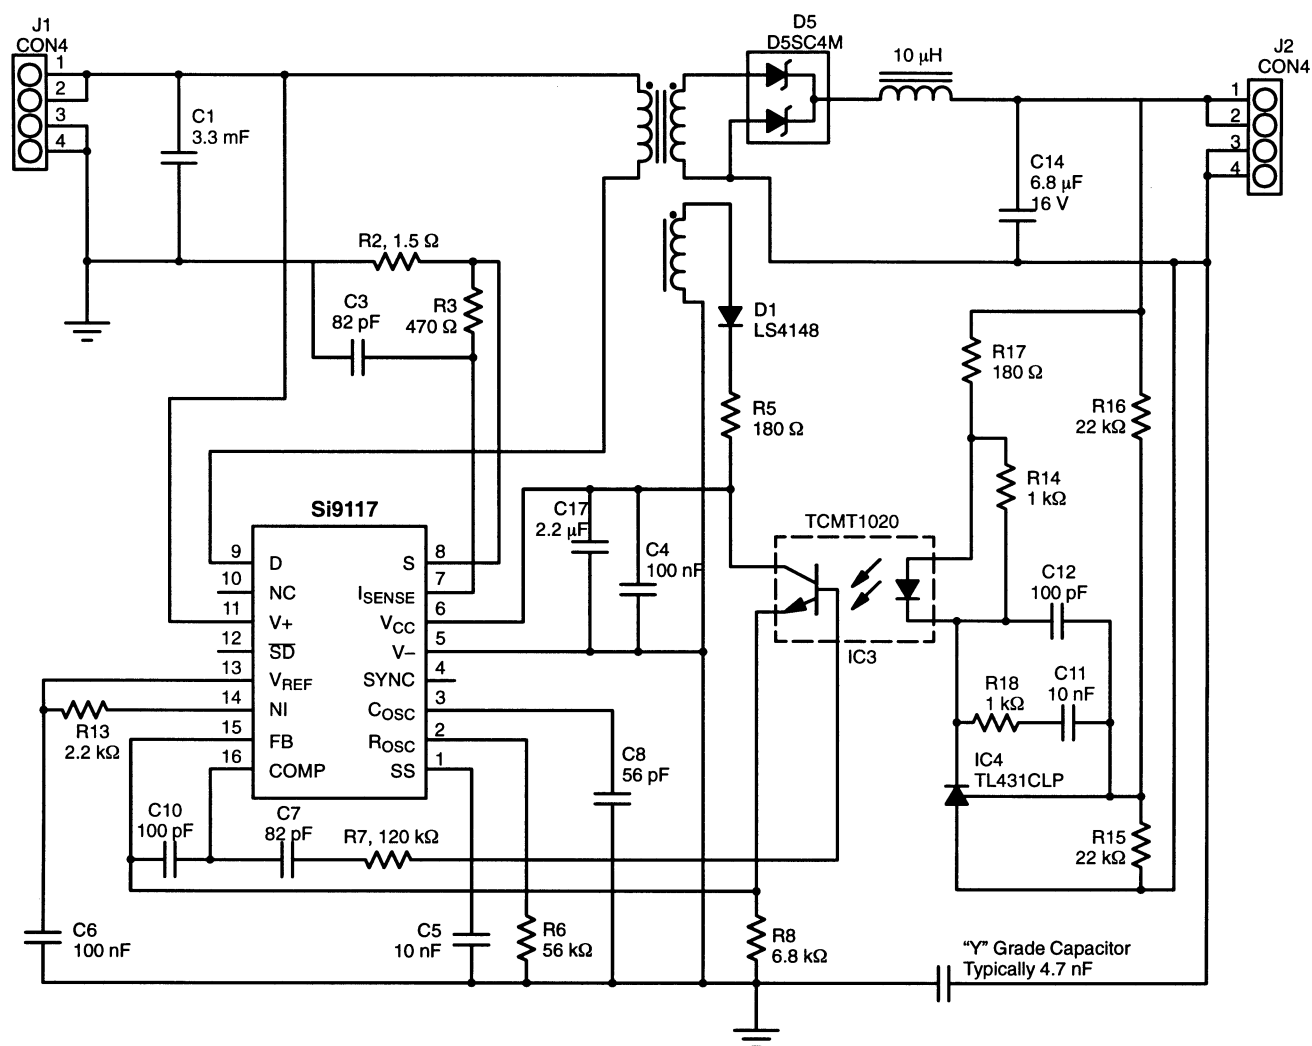 J1
CON4
1
2
3
4
C1
3.3 mF
D5
D5SC4M
10 μH
J2
CON4
1
2
3
4
C14
6.8 μF
16 V
R2, 1.5 Ω
C3
82 pF
R3
470 Ω
D1
LS4148
R5
180 Ω
R17
180 Ω
R16
22 kΩ
R14
1 kΩ
Si9117
9
D
10
NC
11
V+
12
SD
13
VREF
14
NI
15
FB
16
COMP
8
S
7
ISENSE
6
VCC
5
V–
4
SYNC
3
COSC
2
ROSC
1
SS
C17
2.2 μF
C4
100 nF
TCMT1020
IC3
C12
100 pF
R18
1 kΩ
C11
10 nF
IC4
TL431CLP
R15
22 kΩ
R13
2.2 kΩ
C8
56 pF
C10
100 pF
C7
82 pF
R7, 120 kΩ
C6
100 nF
C5
10 nF
R6
56 kΩ
R8
6.8 kΩ
“Y” Grade Capacitor
Typically 4.7 nF